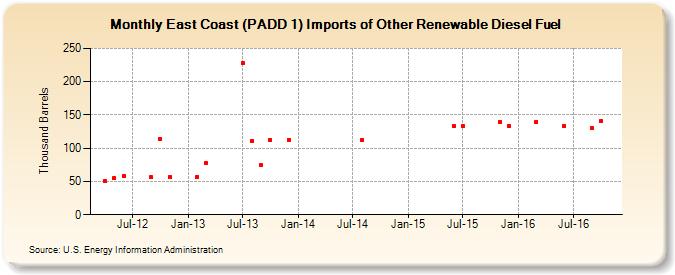 Monthly East Coast (PADD 1) Imports of Other Renewable Diesel Fuel
Thousand Barrels
250
200
150
100
50
0
Jul-12 Jan-13 Jul-13 Jan-14 Jul-14 Jan-15 Jul-15 Jan-16 Jul-16
Source: U.S. Energy Information Administration